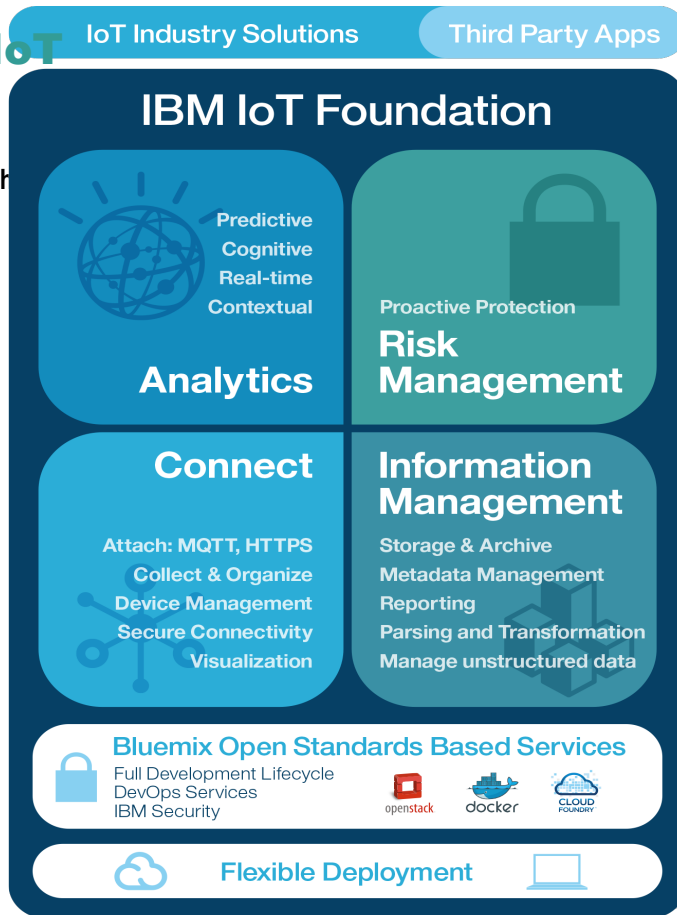 IoT Industry Solutions
Third Party Apps
IoT
IBM IoT Foundation
h
Predictive
Cognitive
Real-time
Contextual
Analytics
Proactive Protection
Risk
Management
Connect
Attach: MQTT, HTTPS
Collect & Organize
Device Management
Secure Connectivity
Visualization
Information
Management
Storage & Archive
Metadata Management
Reporting
Parsing and Transformation
Manage unstructured data
Bluemix Open Standards Based Services
Full Development Lifecycle
DevOps Services
IBM Security
openstack
docker
CLOUD
FOUNDRY
Flexible Deployment